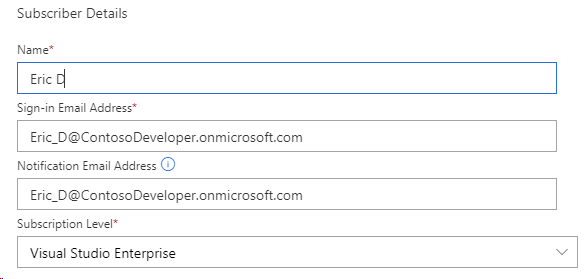 Subscriber Details
Name*
Eric D
Sign-in Email Address*
Eric_D@ContosoDeveloper.onmicrosoft.com
Notification Email Address
Eric_D@ContosoDeveloper.onmicrosoft.com
Subscription Level*
Visual Studio Enterprise